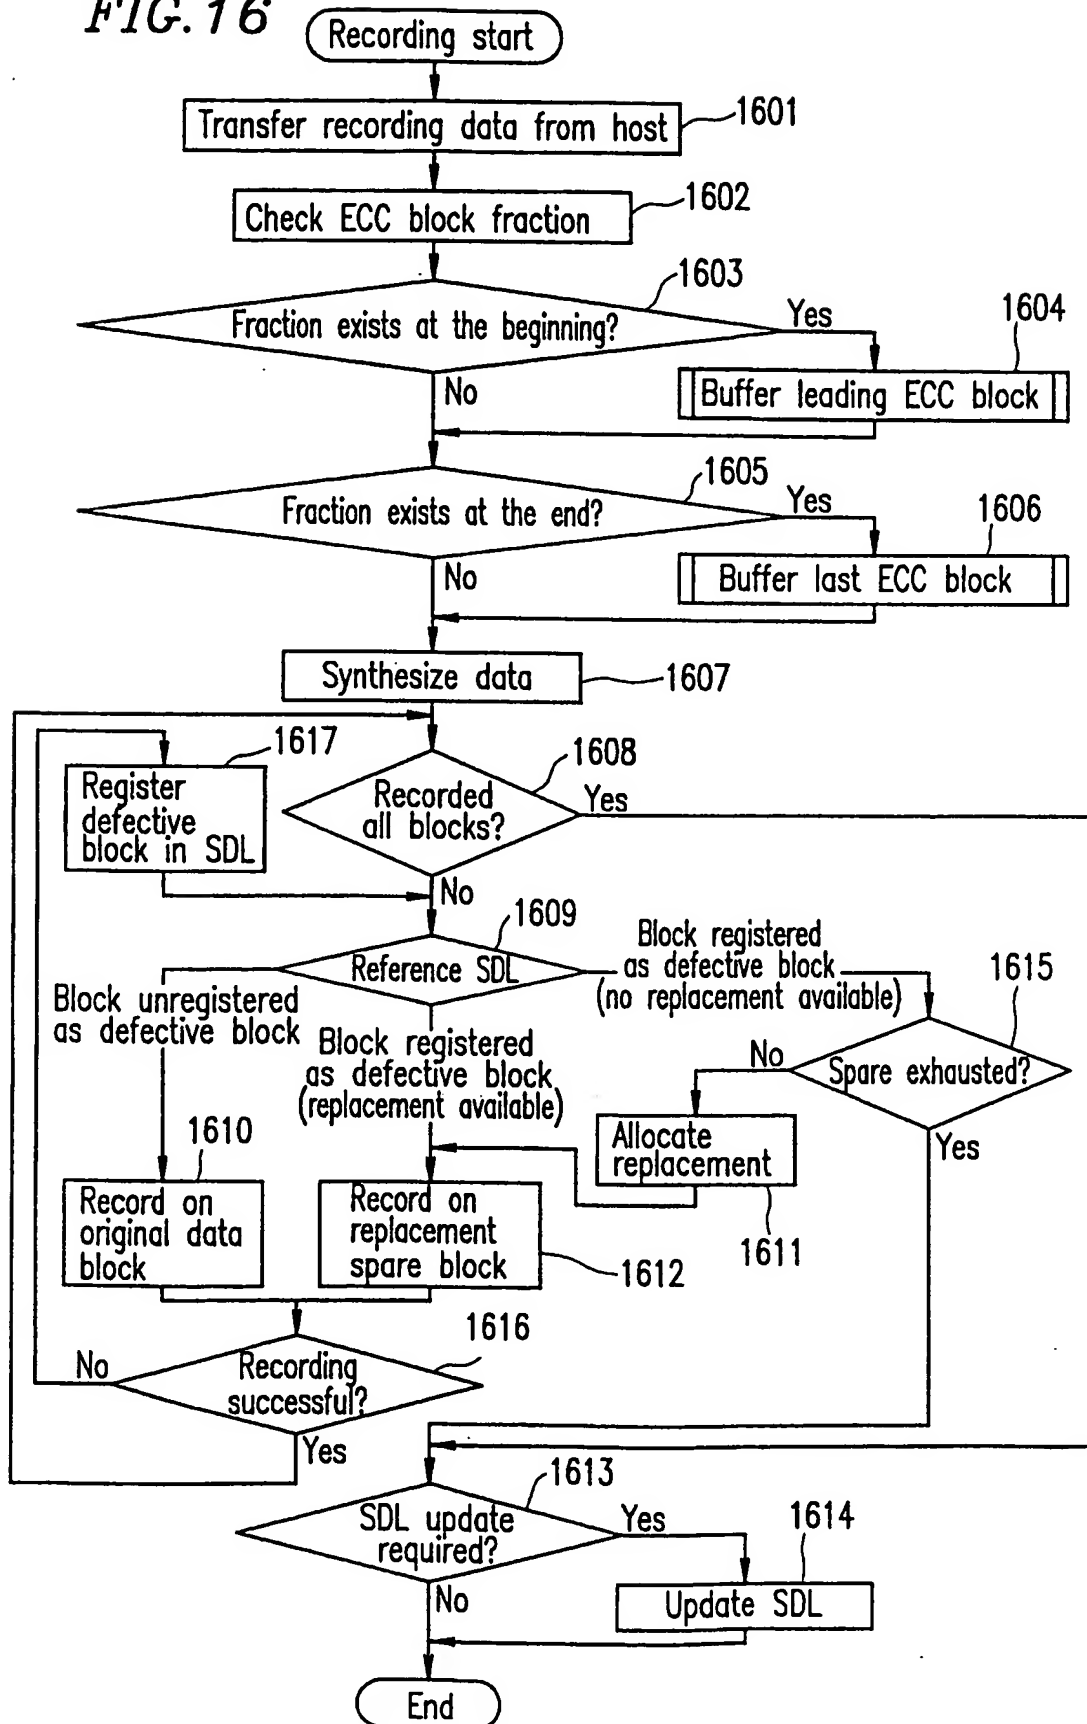 FIG. 16
Recording start
Transfer recording data from host
1601
Check ECC block fraction
1602
1603
Fraction exists at the beginning?
Yes
1604
No
Buffer leading ECC block
1605
Fraction exists at the end?
Yes
1606
No
Buffer last ECC block
Synthesize data
1607
1617
Register
defective
block in SDL
1608
Recorded
all blocks?
Yes
No
1609
Reference SDL
Block registered
as defective block
(no replacement available)
1615
Block unregistered
as defective block
Block registered
as defective block
(replacement available)
No
Spare exhausted?
Yes
1610
Allocate
replacement
1611
Record on
original data
block
Record on
replacement
spare block
1612
1616
No
Recording
successful?
Yes
1613
SDL update
required?
Yes
1614
No
Update SDL
End